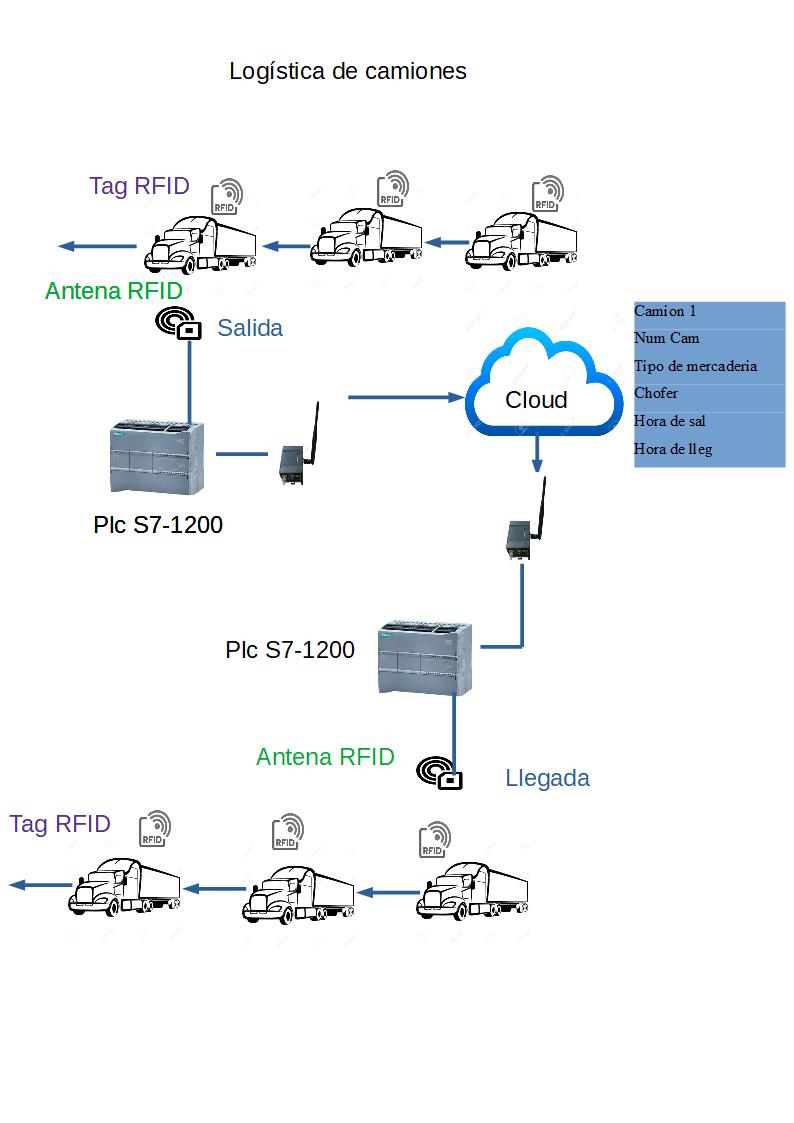 Logística de camiones
Tag RFID
RFID
RFID
RFID
Antena RFID
Salida
Camion 1
Num Cam
Tipo de mercaderia
Chofer
Hora de sal
Hora de lleg
Cloud
Plc S7-1200
Plc S7-1200
Antena RFID
Llegada
Tag RFID
RFID
RFID
RFID